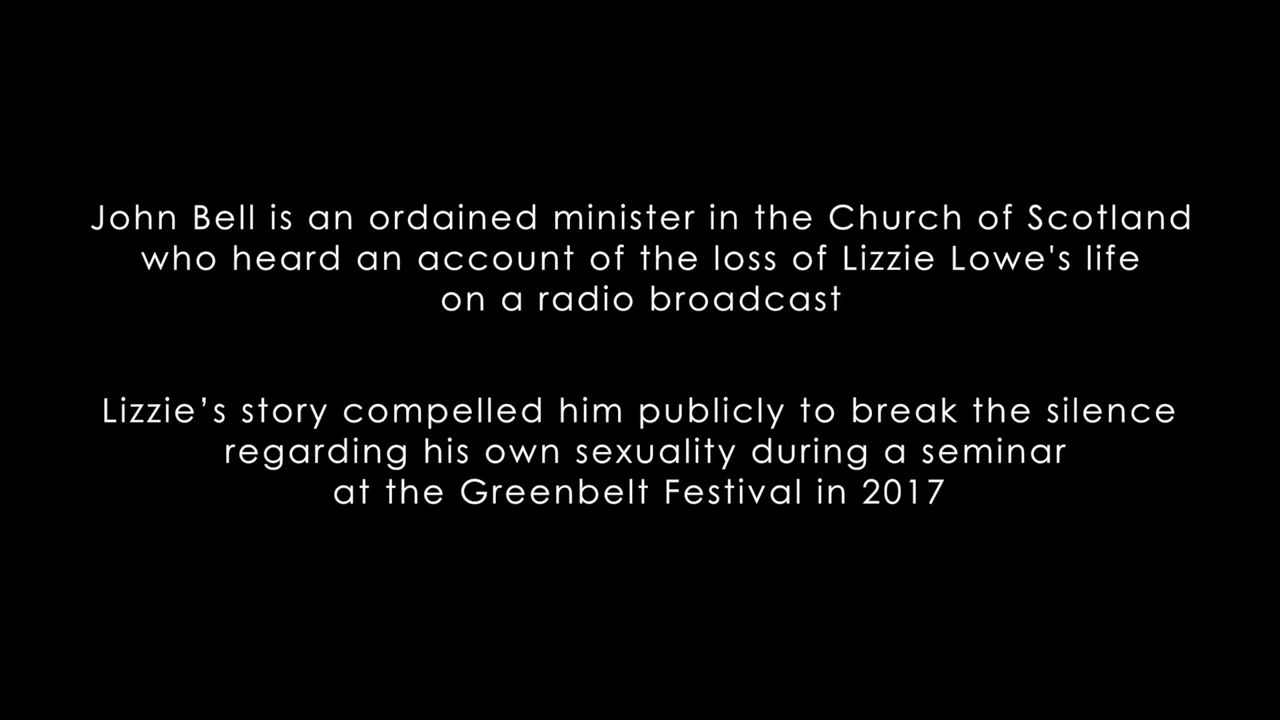 John Bell is an ordained minister in the Church of Scotland
who heard an account of the loss of Lizzie Lowe's life
on a radio broadcast
Lizzie’s story compelled him publicly to break the silence
regarding his own sexuality during a seminar
at the Greenbelt Festival in 2017